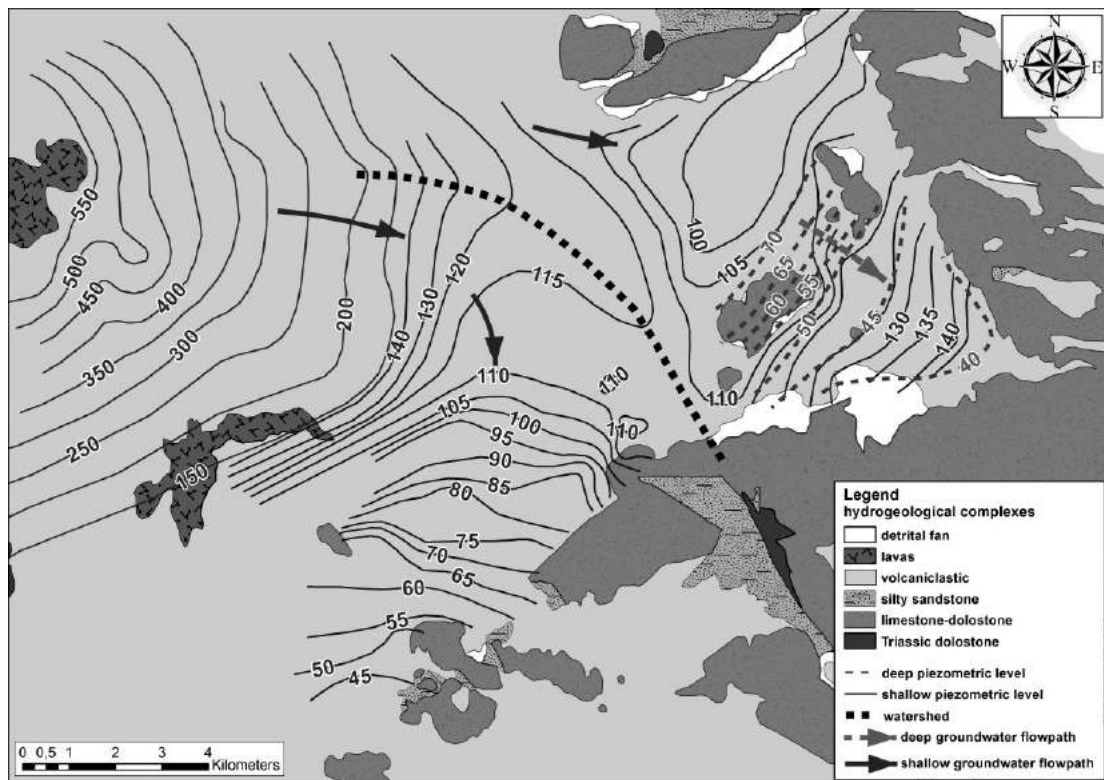 N
W E
S
550
500
450
400
350
300
250
200
150
140
130
120
115
110
105
100
95
90
85
80
75
70
65
60
55
50
45
110
110
100
105
110
70
65
60
55
50
45
40
130
135
140
Legend
hydrogeological complexes
detrital fan
lavas
volcaniclastic
silty sandstone
limestone-dolostone
Triassic dolostone
deep piezometric level
shallow piezometric level
watershed
deep groundwater flowpath
shallow groundwater flowpath
0 0,5 1 2 3 4
Kilometers